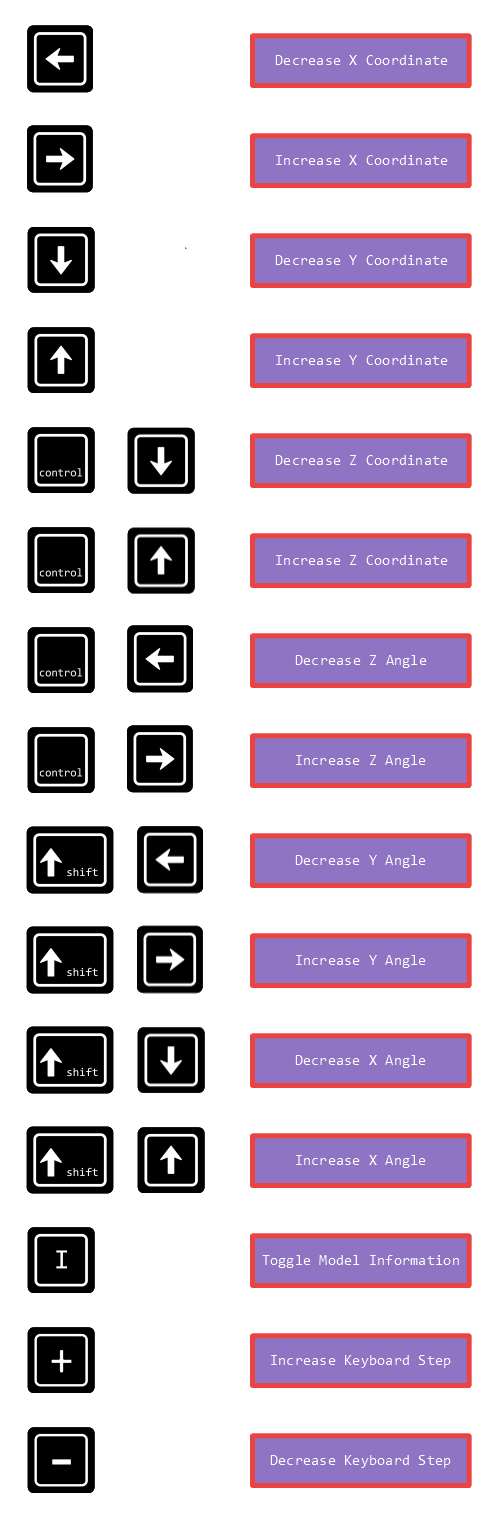 Decrease X Coordinate
Increase X Coordinate
Decrease Y Coordinate
Increase Y Coordinate
control Decrease Z Coordinate
control Increase Z Coordinate
control Decrease Z Angle
control Increase Z Angle
shift Decrease Y Angle
shift Increase Y Angle
shift Decrease X Angle
shift Increase X Angle
I Toggle Model Information
+ Increase Keyboard Step
- Decrease Keyboard Step